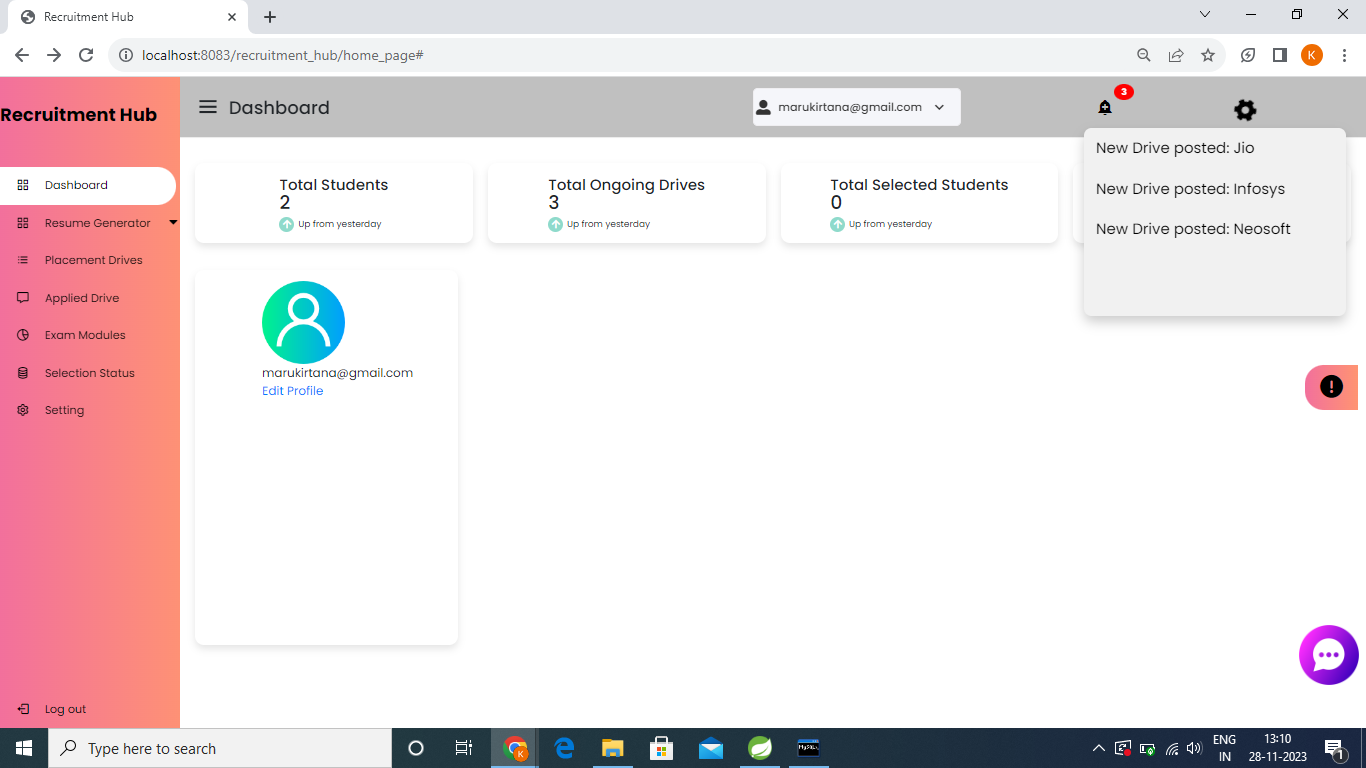 Recruitment Hub
localhost:8083/recruitment_hub/home_page#
K
Recruitment Hub
Dashboard
marukirtana@gmail.com
3
Dashboard
Resume Generator
Placement Drives
Applied Drive
Exam Modules
Selection Status
Setting
Log out
Total Students
2
Up from yesterday
Total Ongoing Drives
3
Up from yesterday
Total Selected Students
0
Up from yesterday
New Drive posted: Jio
New Drive posted: Infosys
New Drive posted: Neosoft
marukirtana@gmail.com
Edit Profile
Type here to search
K
MySQL
ENG
IN
13:10
28-11-2023
1